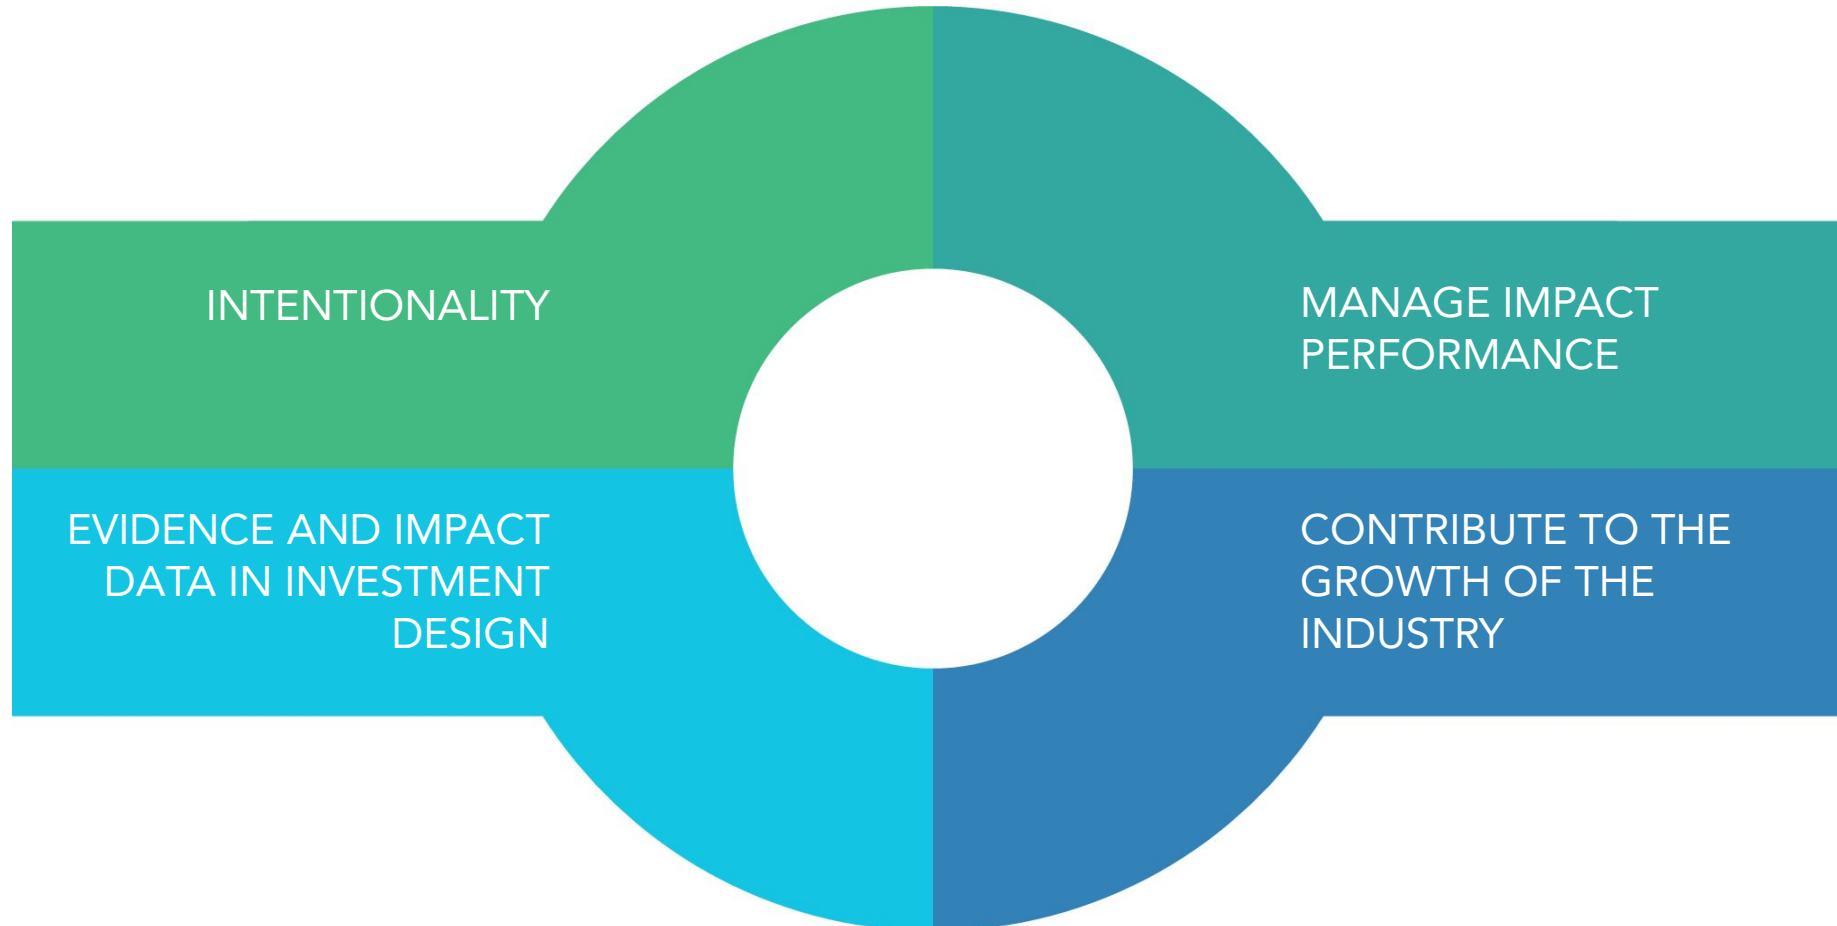 INTENTIONALITY
EVIDENCE AND IMPACT
DATA IN INVESTMENT
DESIGN
MANAGE IMPACT
PERFORMANCE
CONTRIBUTE TO THE
GROWTH OF THE
INDUSTRY